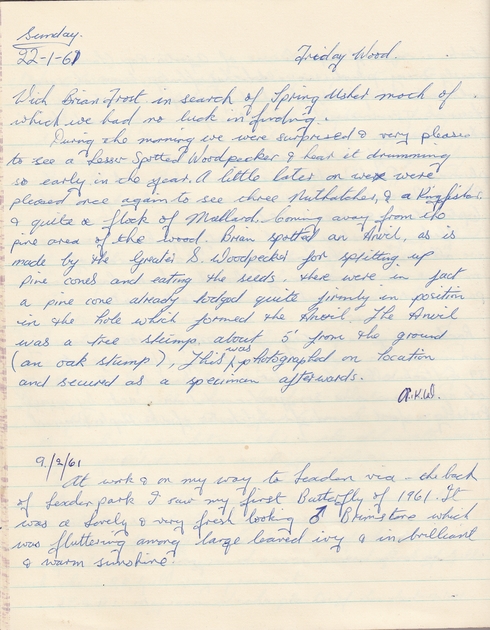 Sunday.
22-1-61 Friday Wood.
With Brian Frost in search of Spring Usher moth of
which we had no luck in finding.
During the morning we were surprised & very pleased
to see a Lesser Spotted Woodpecker & hear it drumming
so early in the year. A little later on we were
pleased once again to see three Nuthatches, & a Kingfisher
& quite a flock of Mallard. Coming away from the
pine area of the wood. Brian spotted an Anvil, as is
made by the Greater S. Woodpecker for splitting up
pine cones and eating the seeds. there were in fact
a pine cone already lodged quite firmly in position
in the hole which formed the Anvil. The Anvil
was a tree stump, about 5' from the ground
(an oak stump), This was photographed on location
and secured as a specimen afterwards.
9/2/61
At work & on my way to via - the back
of park I saw my first Butterfly of 1961. It
was a lovely & very fresh looking ♂ Brimstone which
was fluttering among large leaved ivy & in brilliant
& warm sunshine.